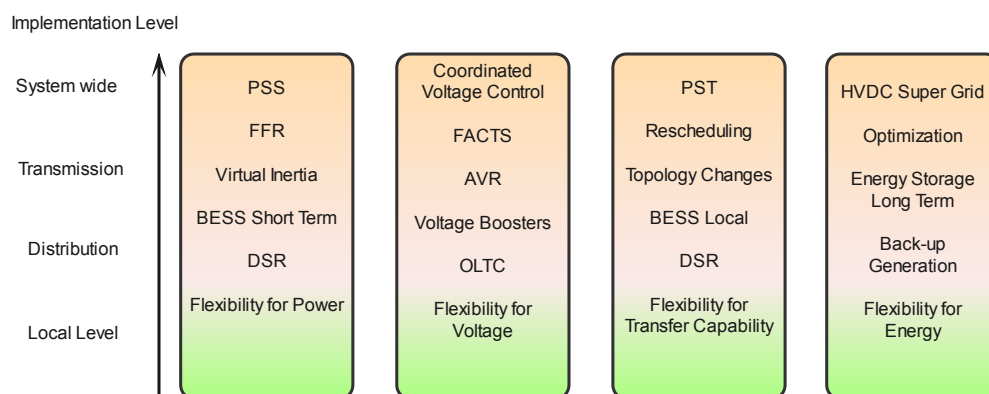 Implementation Level
System wide
Transmission
Distribution
Local Level
PSS
FFR
Virtual Inertia
BESS Short Term
DSR
Flexibility for Power
Coordinated
Voltage Control
FACTS
AVR
Voltage Boosters
OLTC
Flexibility for
Voltage
PST
Rescheduling
Topology Changes
BESS Local
DSR
Flexibility for
Transfer Capability
HVDC Super Grid
Optimization
Energy Storage
Long Term
Back-up
Generation
Flexibility for
Energy